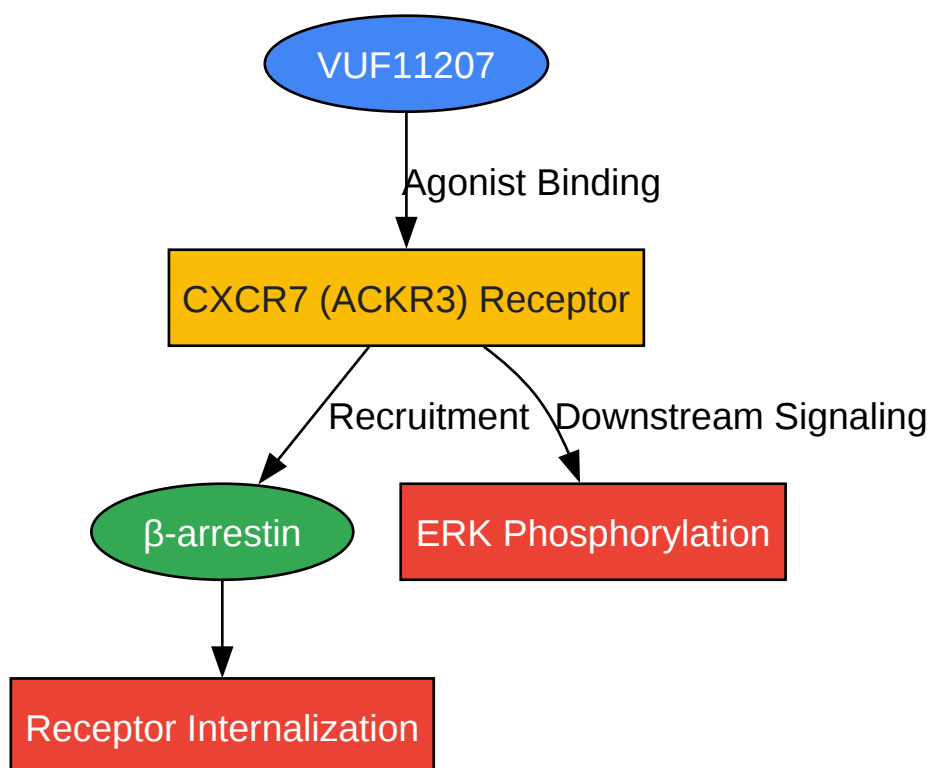 VUF11207
Agonist Binding
CXCR7 (ACKR3) Receptor
Recruitment
Downstream Signaling
β-arrestin
ERK Phosphorylation
Receptor Internalization